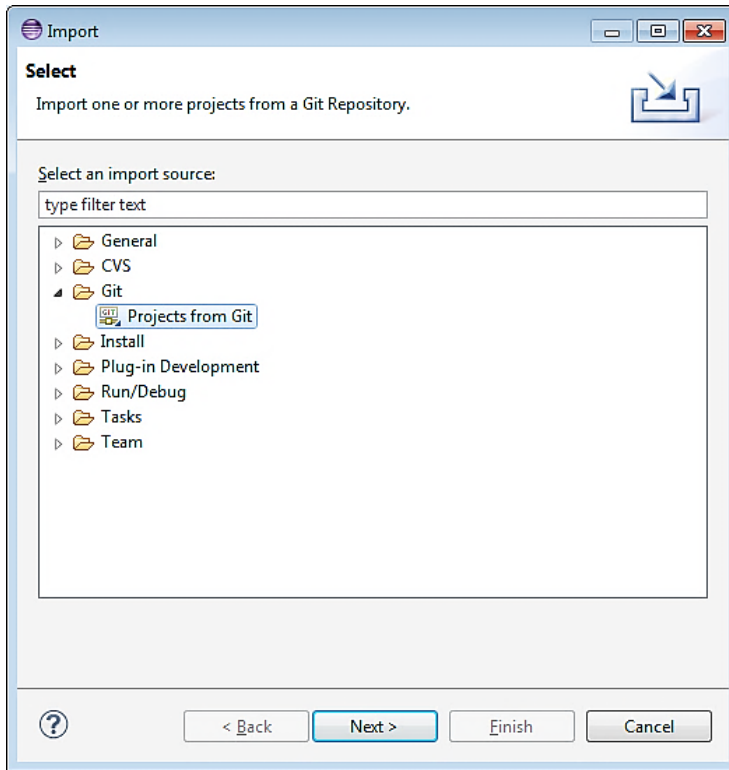 Import
Select
Import one or more projects from a Git Repository.
Select an import source:
type filter text
General
CVS
Git
GIT
Projects from Git
Install
Plug-in Development
Run/Debug
Tasks
Team
?
< Back
Next >
Finish
Cancel